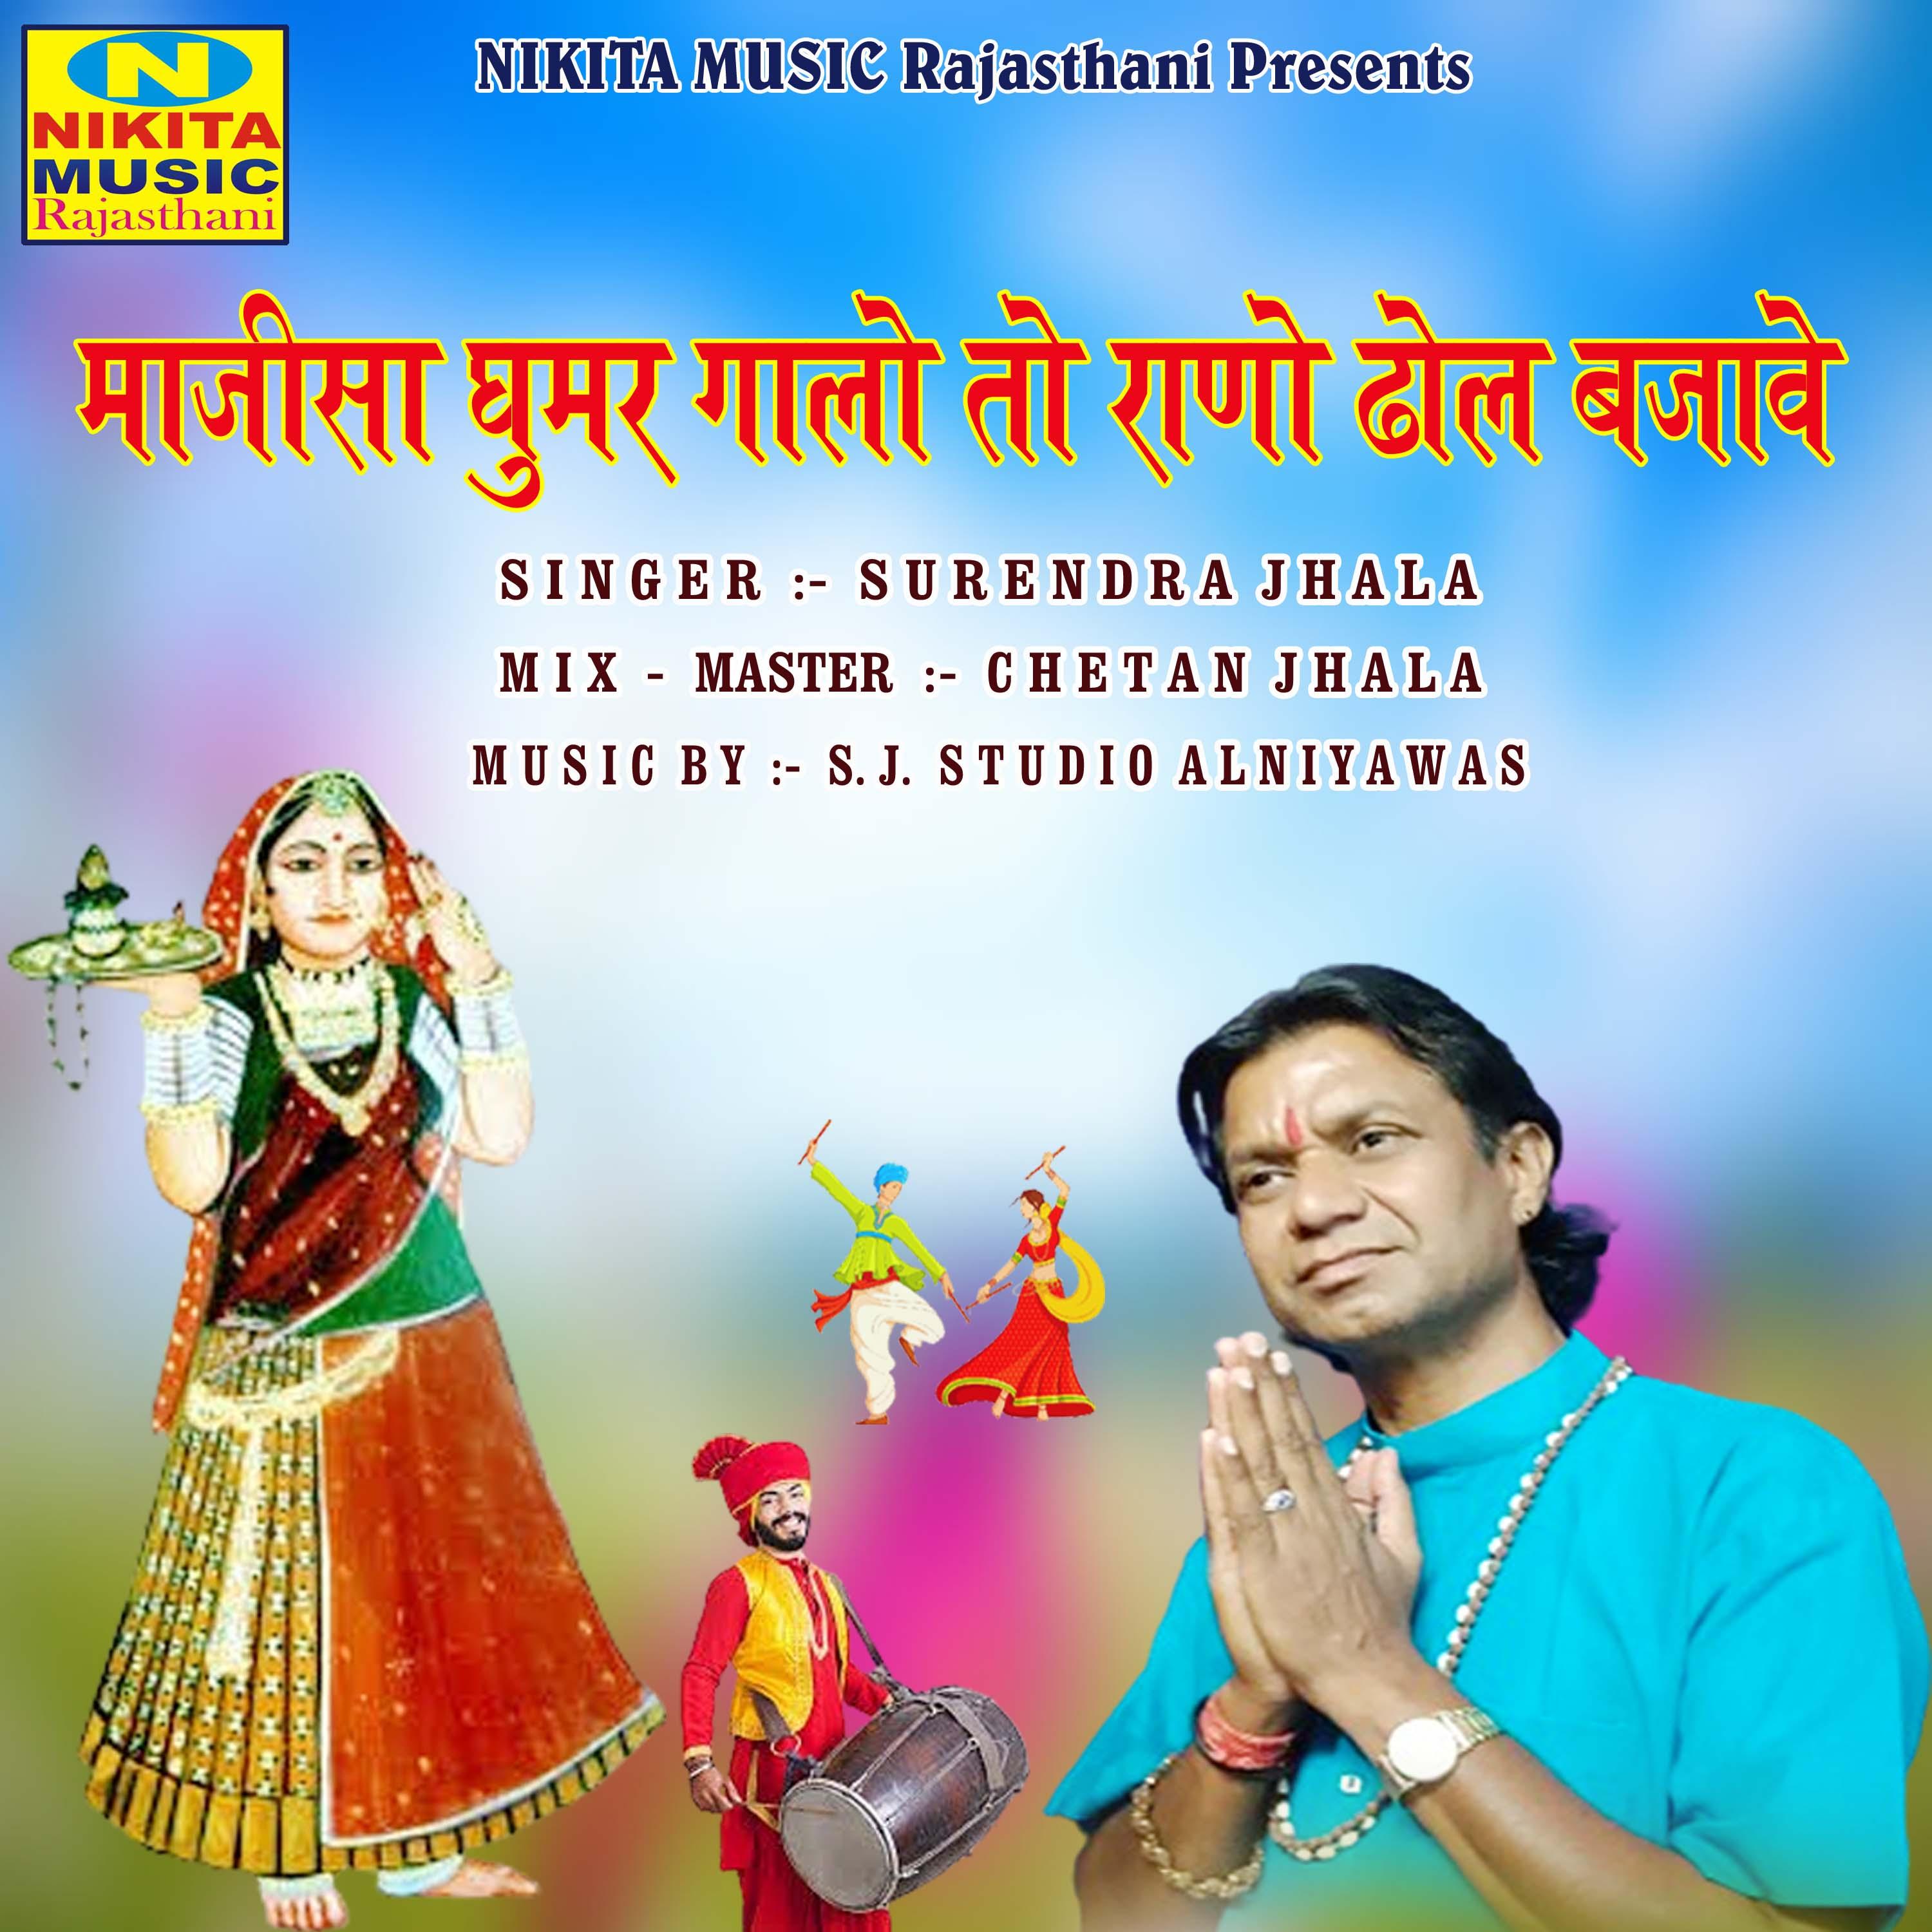 N
NIKITA
MUSIC
Rajasthani
NIKITA MUSIC Rajasthani Presents
माजीसा घुमर गालो तो राणो ढोल बजावे
SINGER :- SURENDRA JHALA
MIX - MASTER :- CHETAN JHALA
MUSIC BY :- S. J. STUDIO ALNIYAWAS